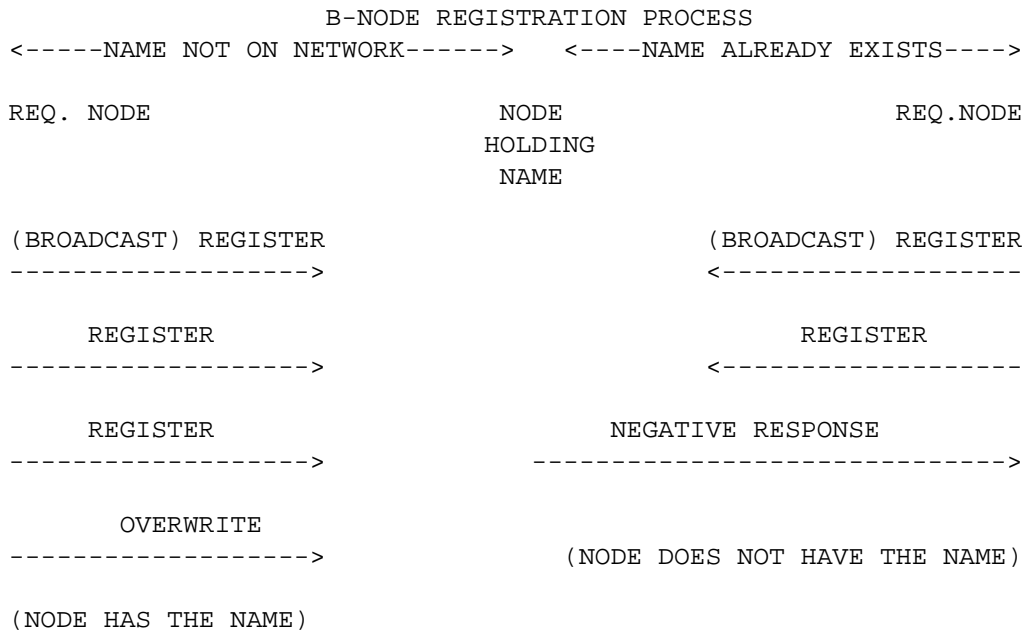 B-NODE REGISTRATION PROCESS
<-----NAME NOT ON NETWORK------> <----NAME ALREADY EXISTS---->
REQ. NODE NODE REQ.NODE
HOLDING
NAME
(BROADCAST) REGISTER (BROADCAST) REGISTER
-------------------> <-------------------
REGISTER REGISTER
-------------------> <-------------------
REGISTER NEGATIVE RESPONSE
-------------------> ------------------------------>
OVERWRITE
-------------------> (NODE DOES NOT HAVE THE NAME)
(NODE HAS THE NAME)